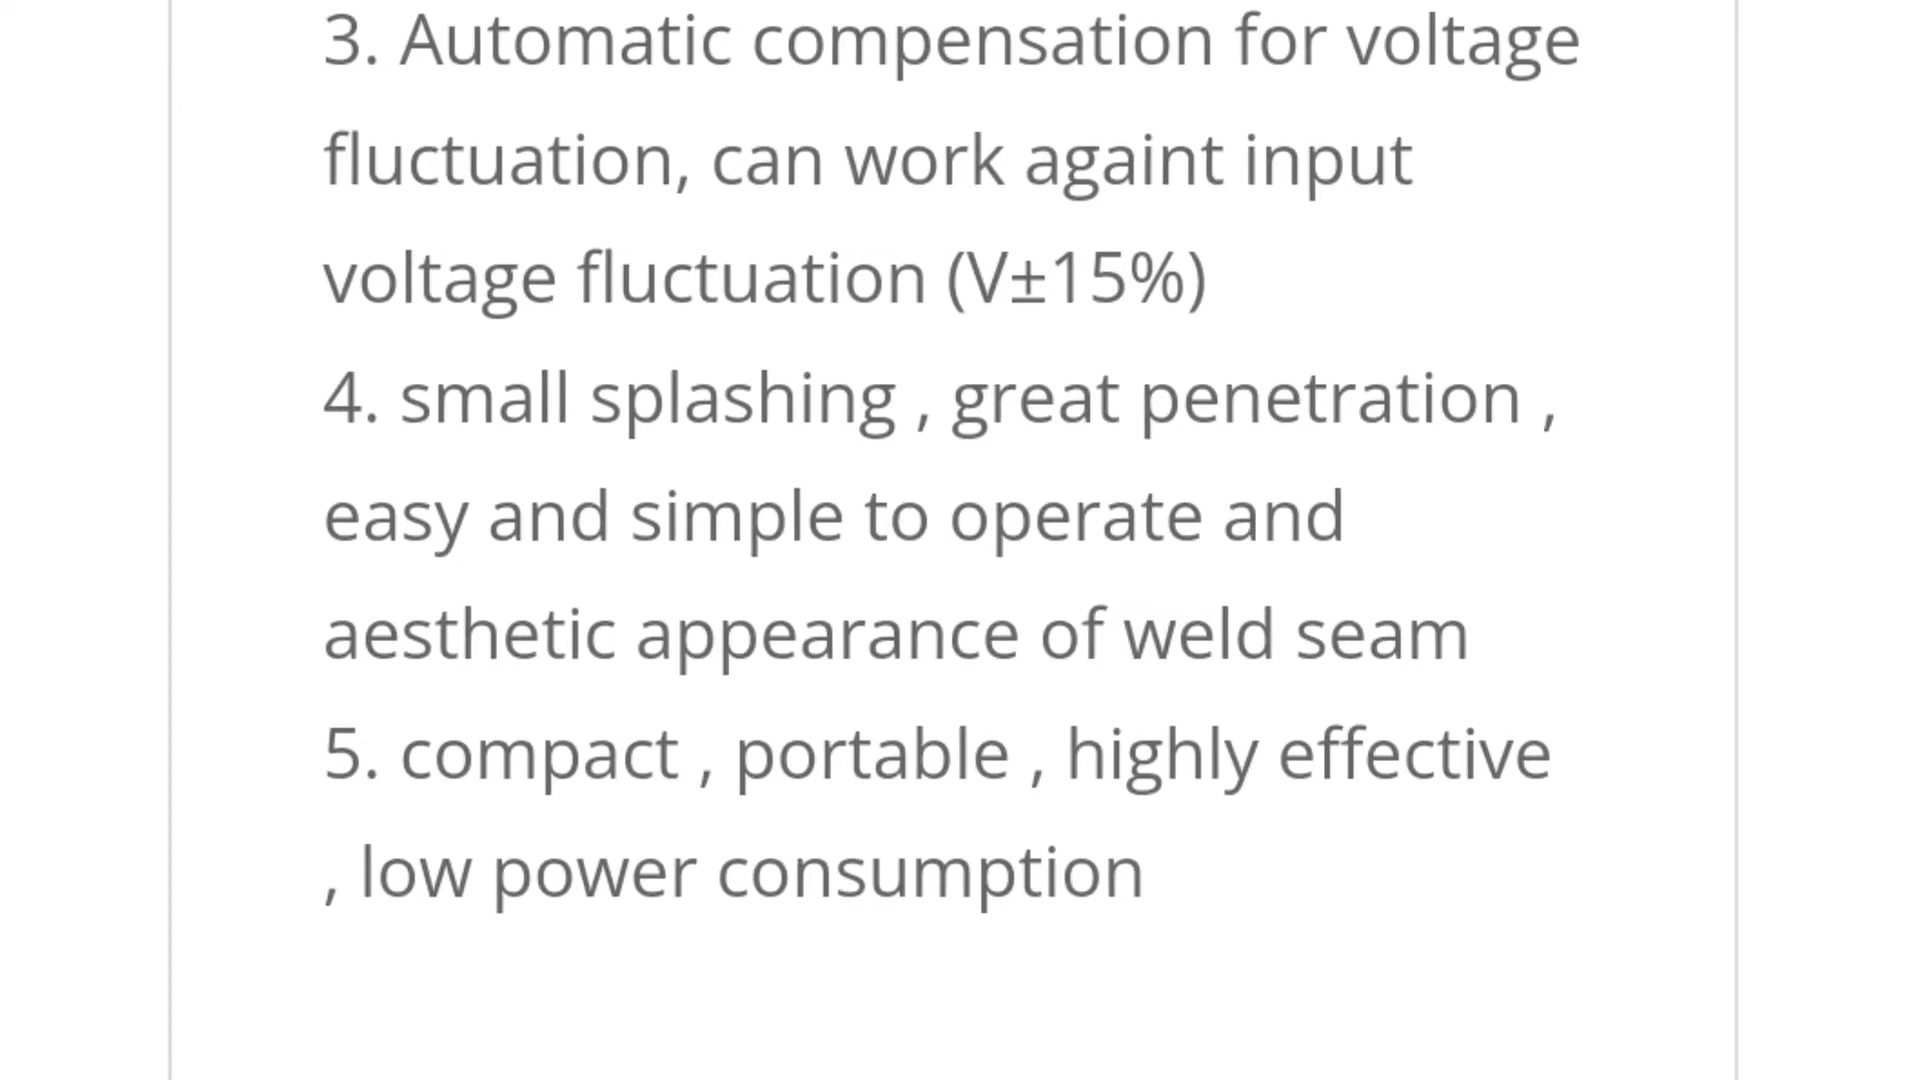 3. Automatic compensation for voltage
fluctuation, can work againt input
voltage fluctuation (V±15%)
4. small splashing , great penetration ,
easy and simple to operate and
aesthetic appearance of weld seam
5. compact , portable , highly effective
, low power consumption